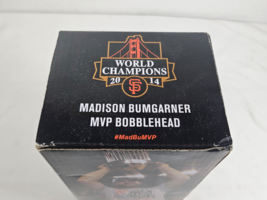 WORLD
CHAMPIONS
20 SF 14
MADISON BUMGARNER
MVP BOBBLEHEAD
#MadBuMVP